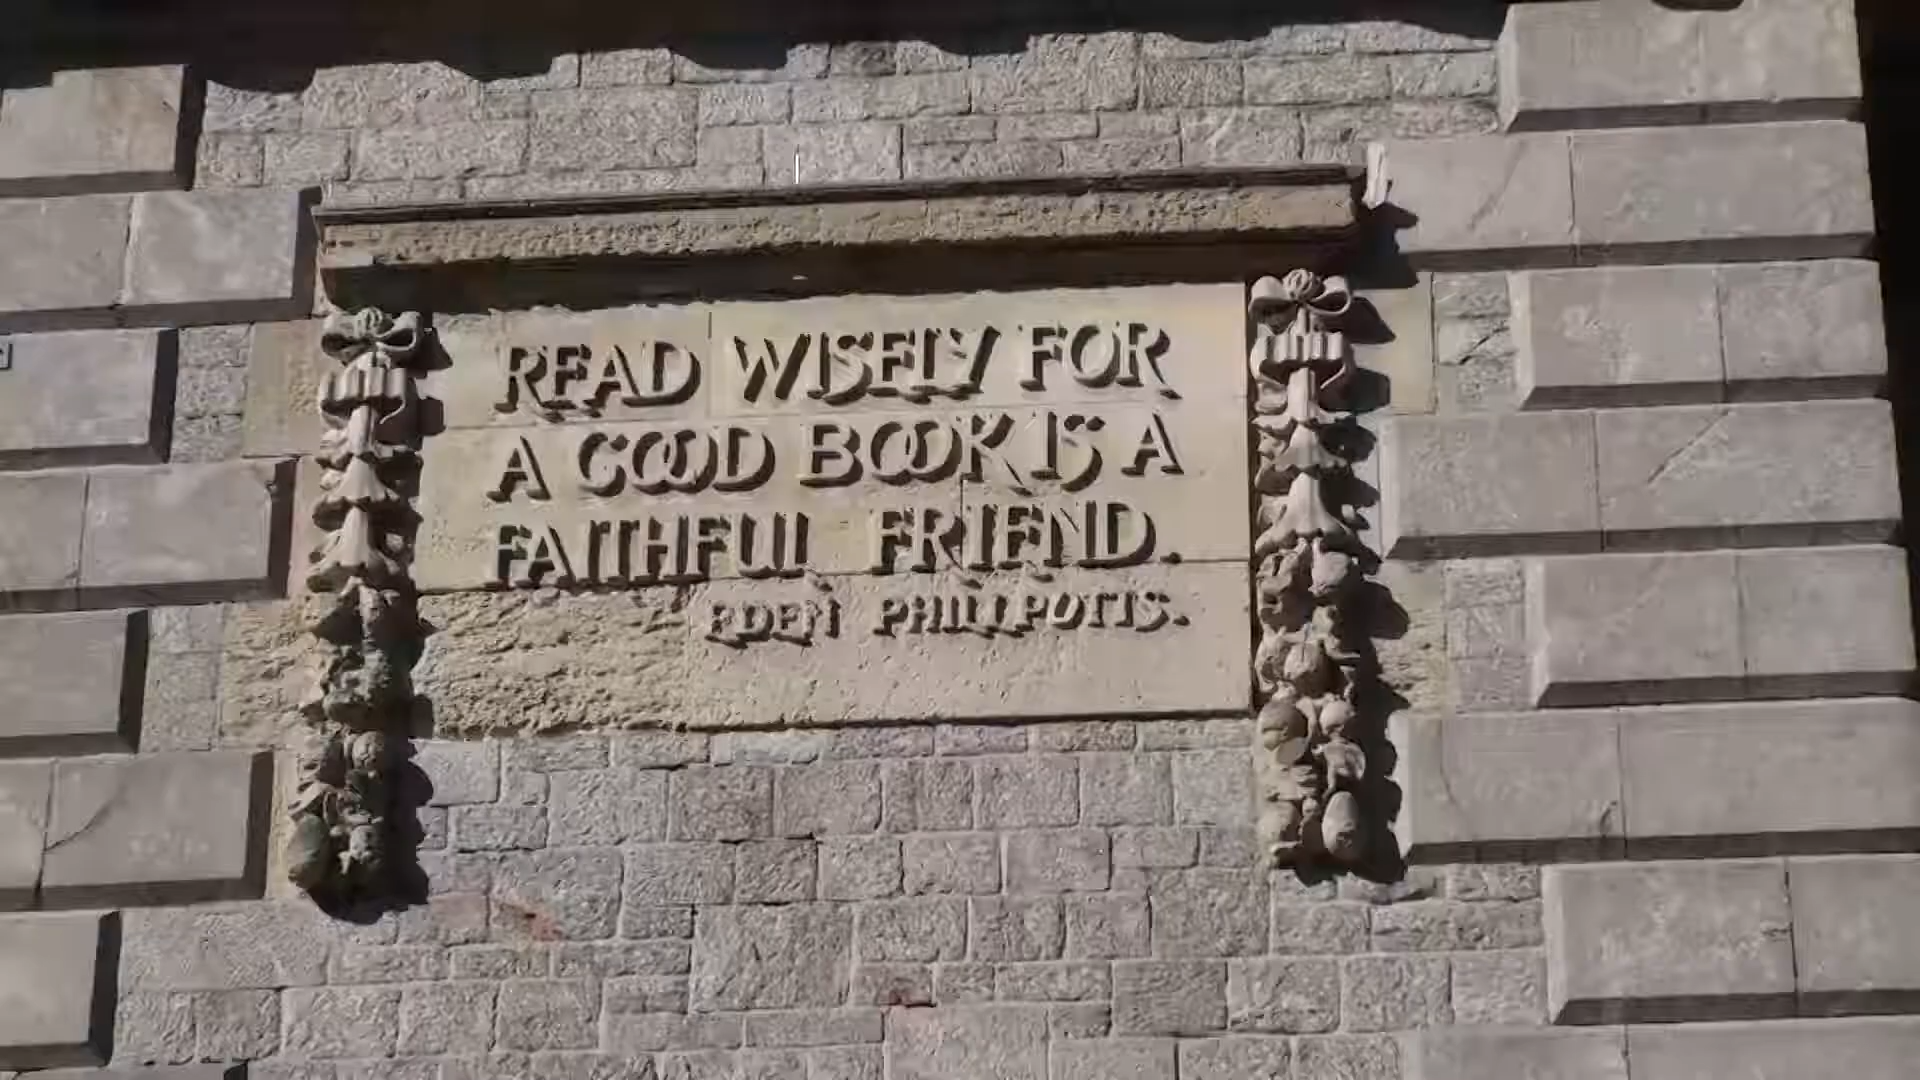 READ WISELY FOR
A GOOD BOOK IS A
FAITHFUL FRIEND.
EDEN PHILLPOTTS.